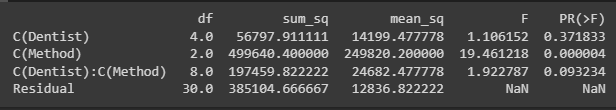 df sum_sq mean_sq F PR(>F)
C(Dentist) 4.0 56797.911111 14199.477778 1.106152 0.371833
C(Method) 2.0 499640.400000 249820.200000 19.461218 0.000004
C(Dentist):C(Method) 8.0 197459.822222 24682.477778 1.922787 0.093234
Residual 30.0 385104.666667 12836.822222 NaN NaN